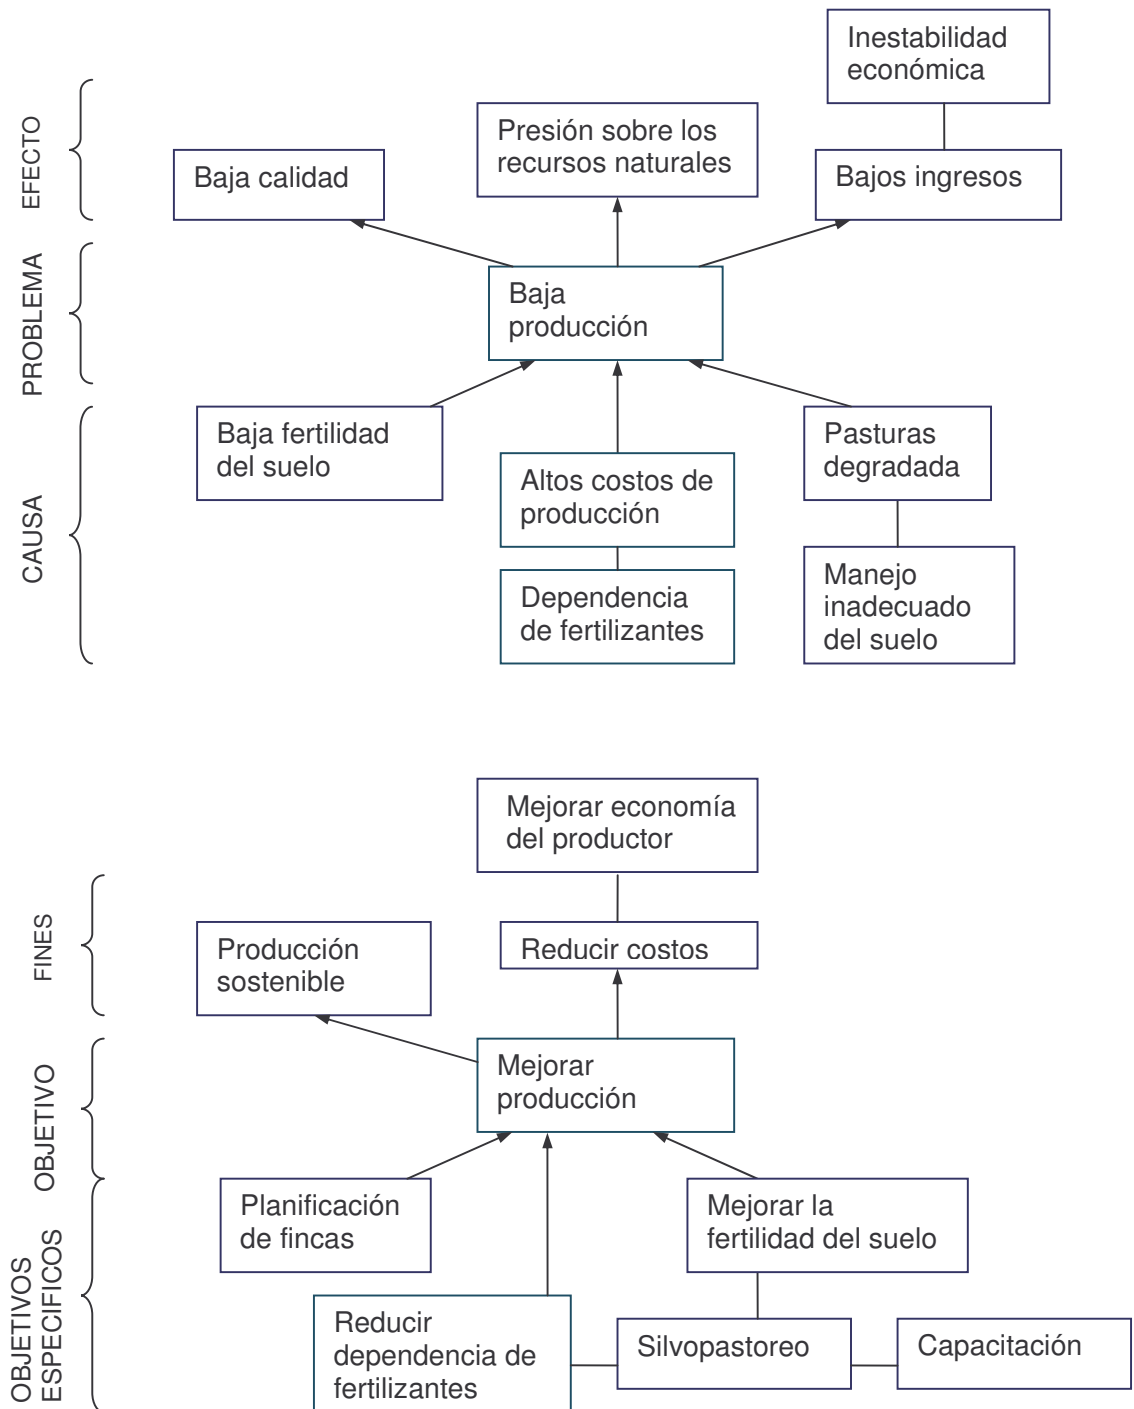 Inestabilidad
económica
EFECTO
Presión sobre los
recursos naturales
Baja calidad
Bajos ingresos
PROBLEMA
Baja
producción
CAUSA
Baja fertilidad
del suelo
Altos costos de
producción
Pasturas
degradada
Dependencia
de fertilizantes
Manejo
inadecuado
del suelo
Mejorar economía
del productor
FINES
Producción
sostenible
Reducir costos
OBJETIVO
Mejorar
producción
Planificación
de fincas
Mejorar la
fertilidad del suelo
OBJETIVOS
ESPECIFICOS
Reducir
dependencia de
fertilizantes
Silvopastoreo
Capacitación